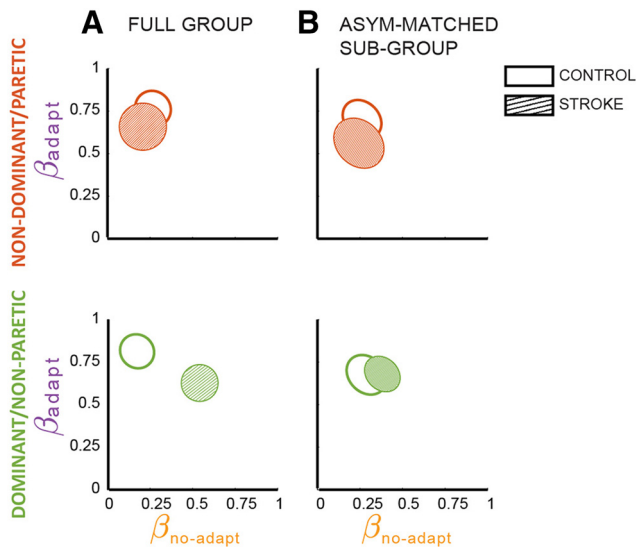 A FULL GROUP
B ASYM-MATCHED
SUB-GROUP
CONTROL
STROKE
NON-DOMINANT/PARETIC
βadapt
1
0.75
0.5
0.25
0
DOMINANT/NON-PARETIC
βadapt
1
0.75
0.5
0.25
0
0 0.25 0.5 0.75 1
0 0.25 0.5 0.75 1
βno-adapt
βno-adapt